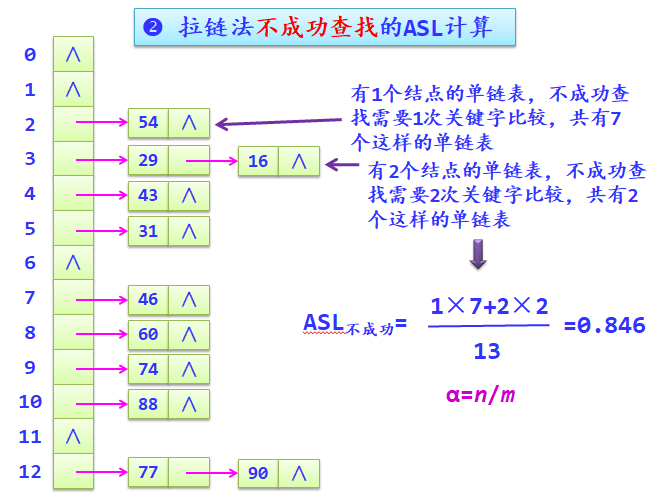 ❷ 拉链法不成功查找的ASL计算
0 ∧
1 ∧
2 54 ∧
3 29 16 ∧
4 43 ∧
5 31 ∧
6 ∧
7 46 ∧
8 60 ∧
9 74 ∧
10 88 ∧
11 ∧
12 77 90 ∧
有1个结点的单链表，不成功查
找需要1次关键字比较，共有7
个这样的单链表
有2个结点的单链表，不成功查
找需要2次关键字比较，共有2
个这样的单链表
1×7+2×2
ASL不成功= =0.846
13
α=n/m